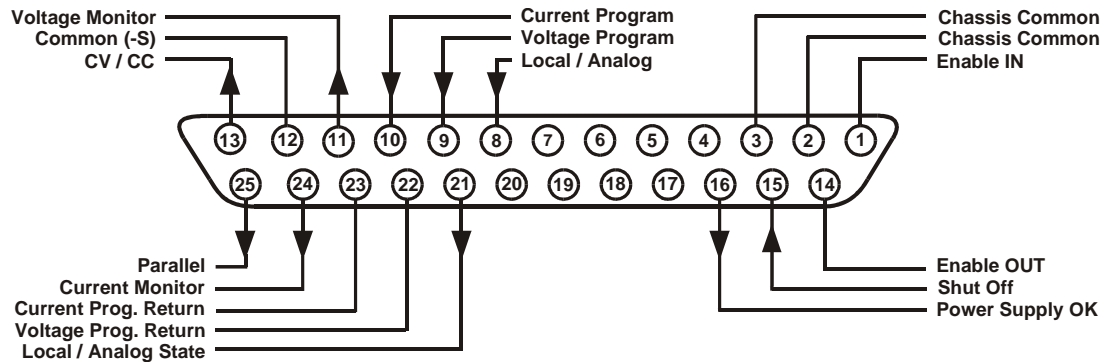 Voltage Monitor
Common (-S)
CV / CC
Current Program
Voltage Program
Local / Analog
Chassis Common
Chassis Common
Enable IN
13 12 11 10 9 8 7 6 5 4 3 2 1
25 24 23 22 21 20 19 18 17 16 15 14
Parallel
Current Monitor
Current Prog. Return
Voltage Prog. Return
Local / Analog State
Enable OUT
Shut Off
Power Supply OK